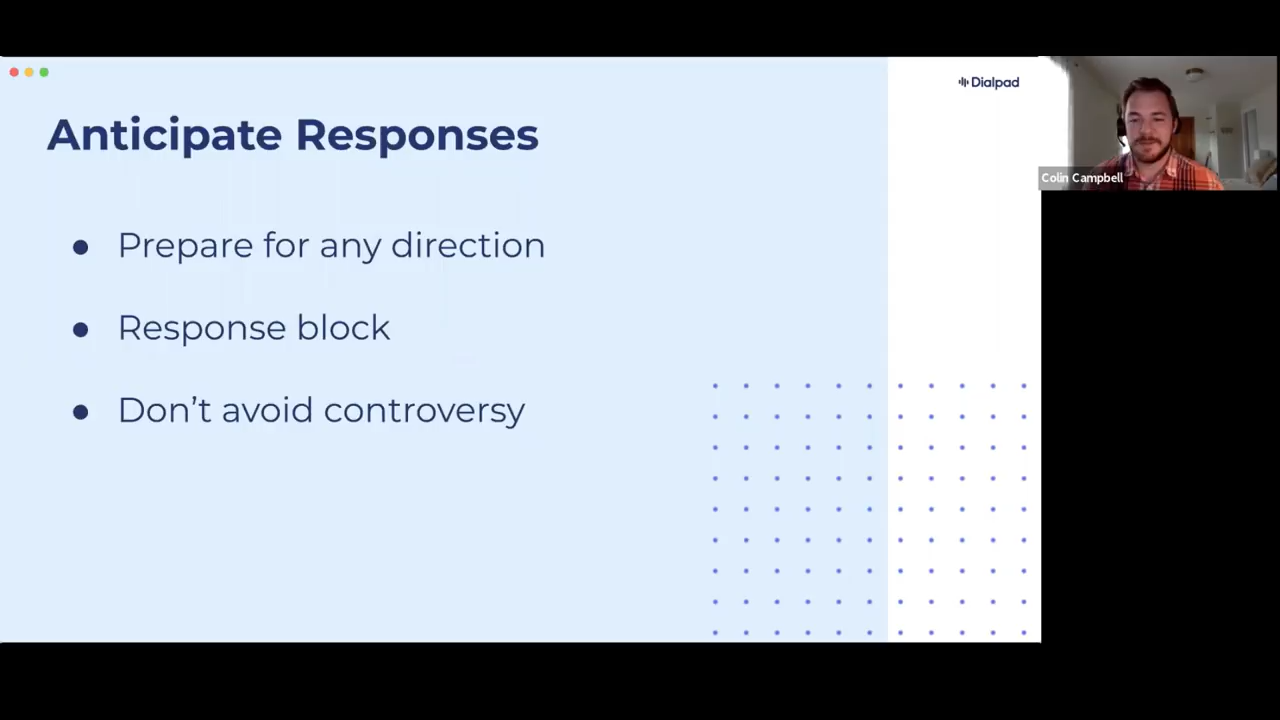 Dialpad
Anticipate Responses
● Prepare for any direction
● Response block
● Don’t avoid controversy
Colin Campbell